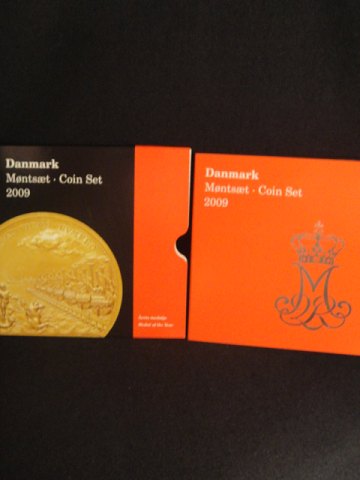 Danmark
Møntsæt · Coin Set
2009
Årets medalje
Medal of the Year
Danmark
Møntsæt · Coin Set
2009